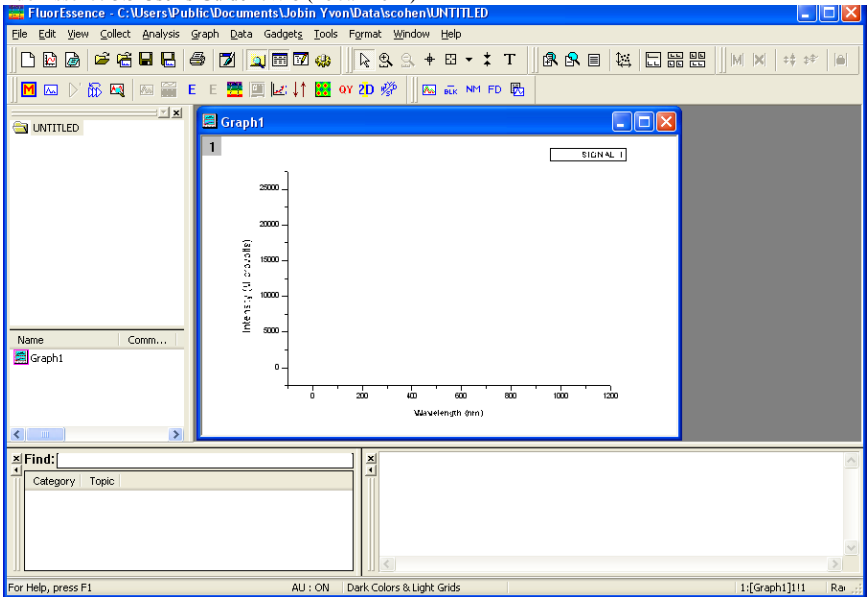 FluorEssence - C:\Users\Public\Documents\Jobin Yvon\Data\scohen\UNTITLED
File Edit View Collect Analysis Graph Data Gadgets Tools Format Window Help
T
M
M E E QY 2D BLK NM FD
UNTITLED
Graph1
1
SIGNAL 1
25000
20000
15000
10000
5000
0
0 200 400 600 800 1000 1200
Wavelength (nm)
Name Comm...
Graph1
Find:
Category Topic
For Help, press F1 AU : ON Dark Colors & Light Grids 1:[Graph1]1!1 Ra